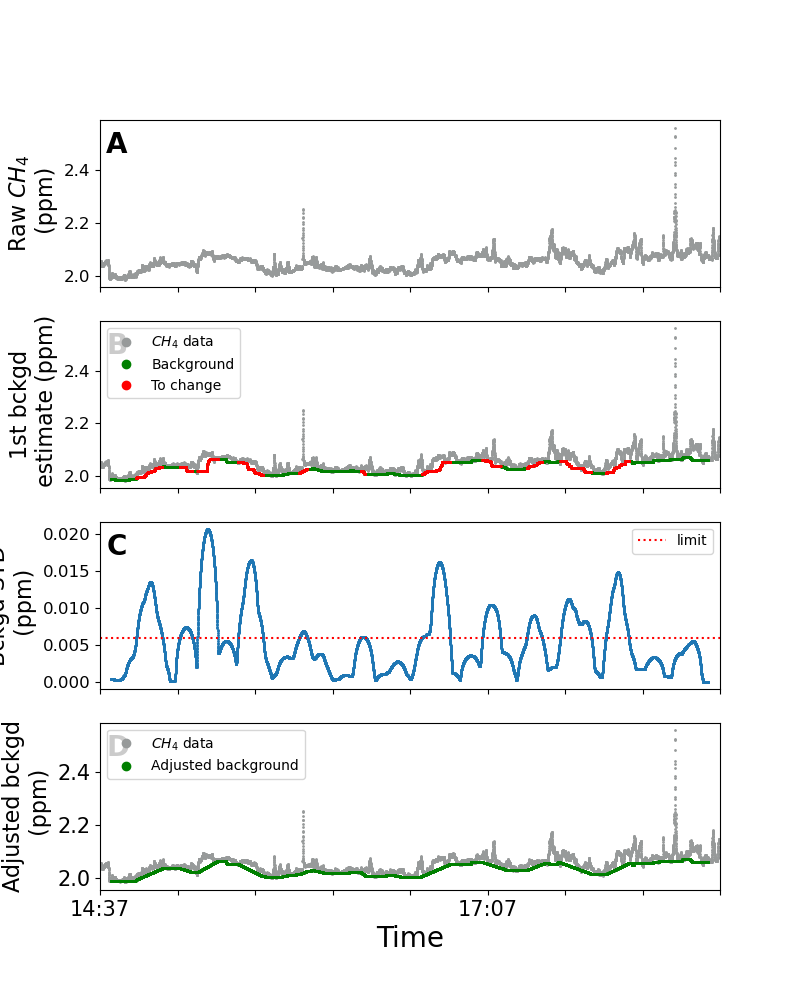 A
Raw CH4
(ppm)
2.4
2.2
2.0
B
CH4 data
Background
To change
1st bckgd
estimate (ppm)
2.4
2.2
2.0
C
limit
(ppm)
0.020
0.015
0.010
0.005
0.000
D
CH4 data
Adjusted background
Adjusted bckgd
(ppm)
2.4
2.2
2.0
14:37
17:07
Time